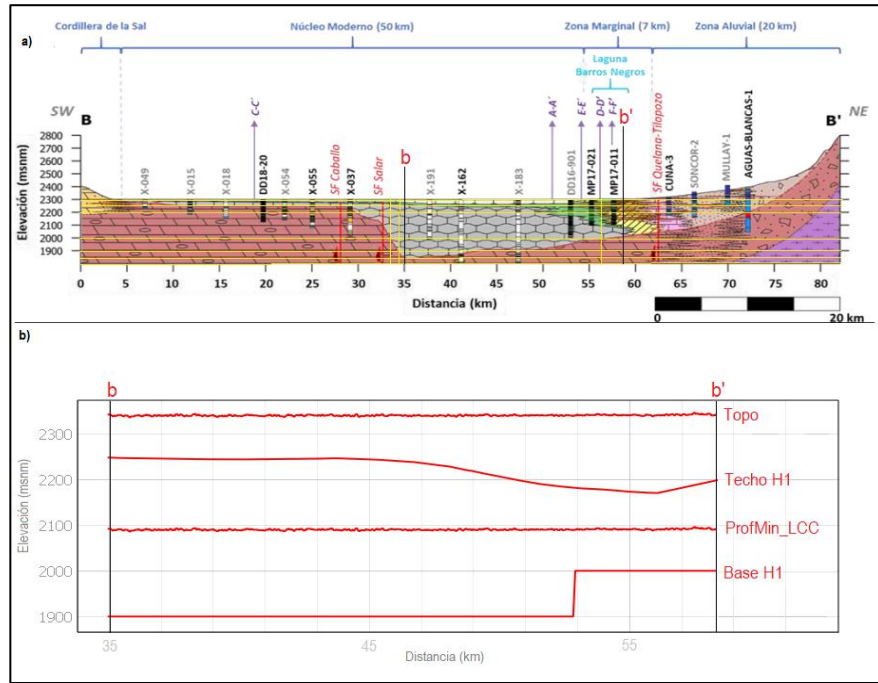 Cordillera de la Sal
Núcleo Moderno (50 km)
Zona Marginal (7 km)
Zona Aluvial (20 km)
a)
Laguna
Barros Negros
SW
NE
B
B'
C-C'
A-A'
E-E'
D-D'
F-F'
b
b'
X-049
X-015
X-018
DD18-20
X-054
X-055
SF Caballo
X-037
SF Salar
X-191
X-162
X-183
DD16-901
MP17-021
MP17-011
SF Quelana-Tilopozo
CUNA-3
SONCOR-2
MULLAY-1
AGUAS-BLANCAS-1
Elevación (msnm)
2800
2700
2600
2500
2400
2300
2200
2100
2000
1900
0 5 10 15 20 25 30 35 40 45 50 55 60 65 70 75 80
Distancia (km)
0 20 km
b)
b b'
Topo
2300
Techo H1
2200
ProfMin_LCC
2100
Base H1
2000
1900
Elevación (msnm)
35 45 55
Distancia (km)